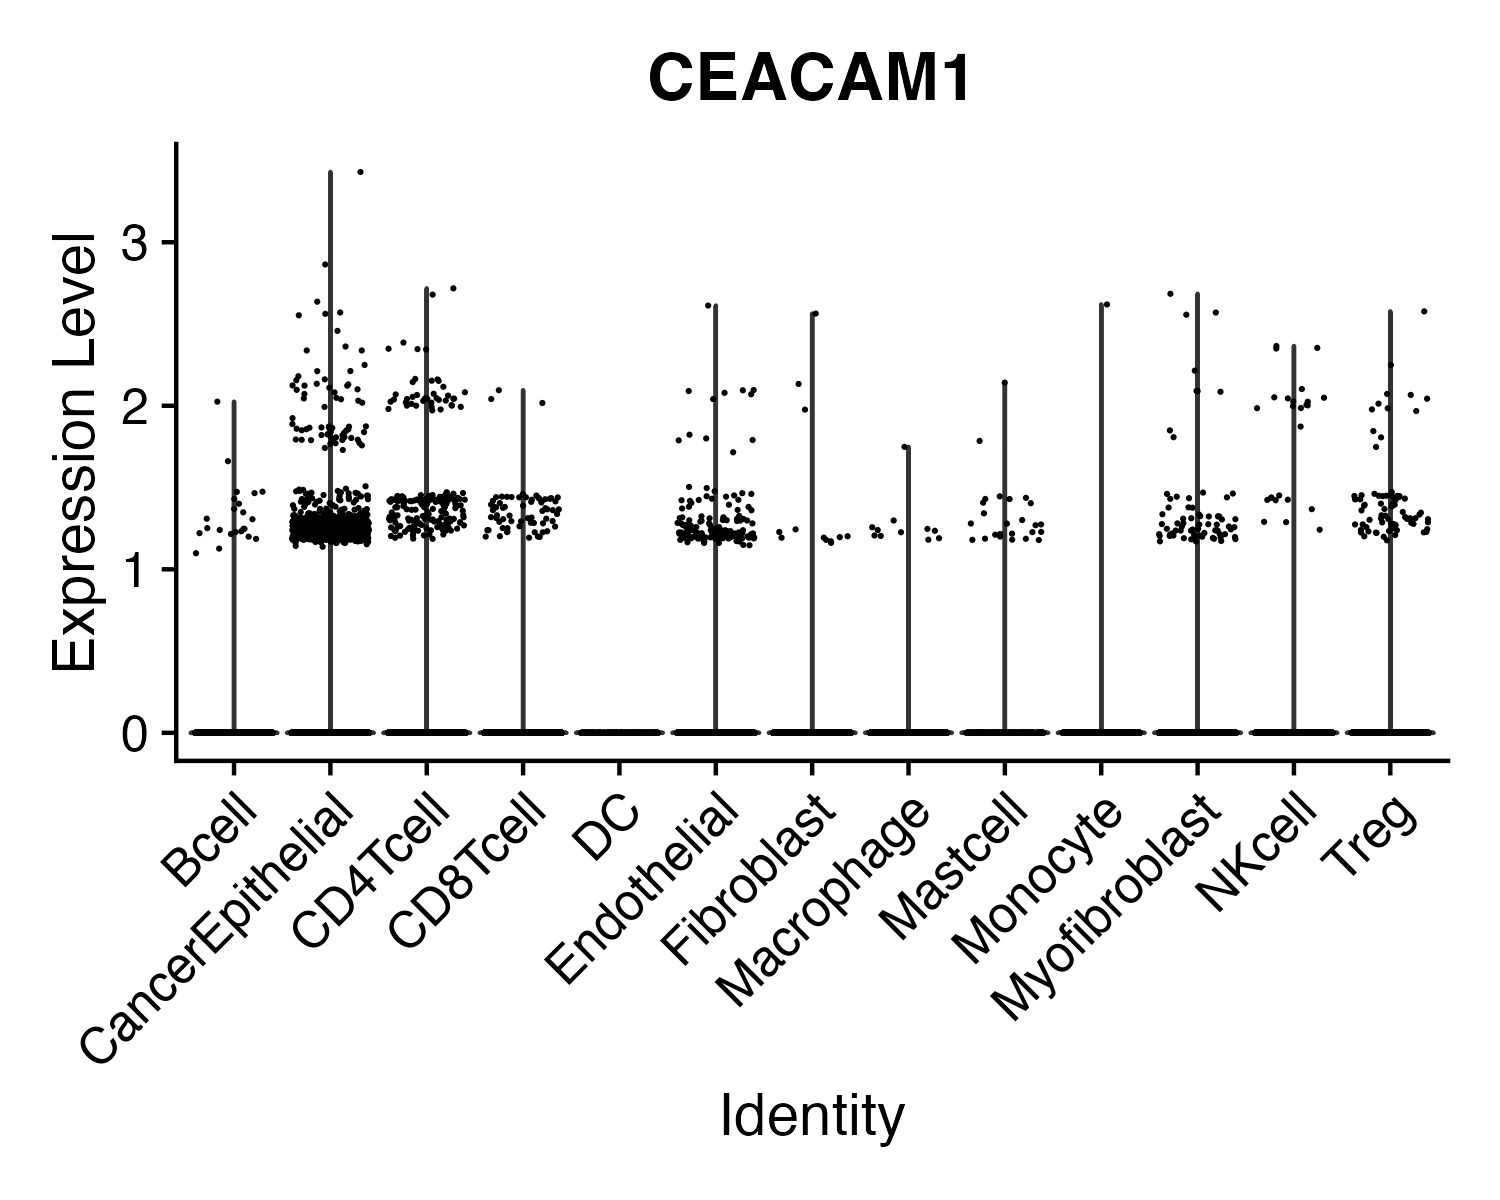 CEACAM1
Expression Level
3
2
1
0
Bcell
CancerEpithelial
CD4Tcell
CD8Tcell
DC
Endothelial
Fibroblast
Macrophage
Mastcell
Monocyte
Myofibroblast
NKcell
Treg
Identity